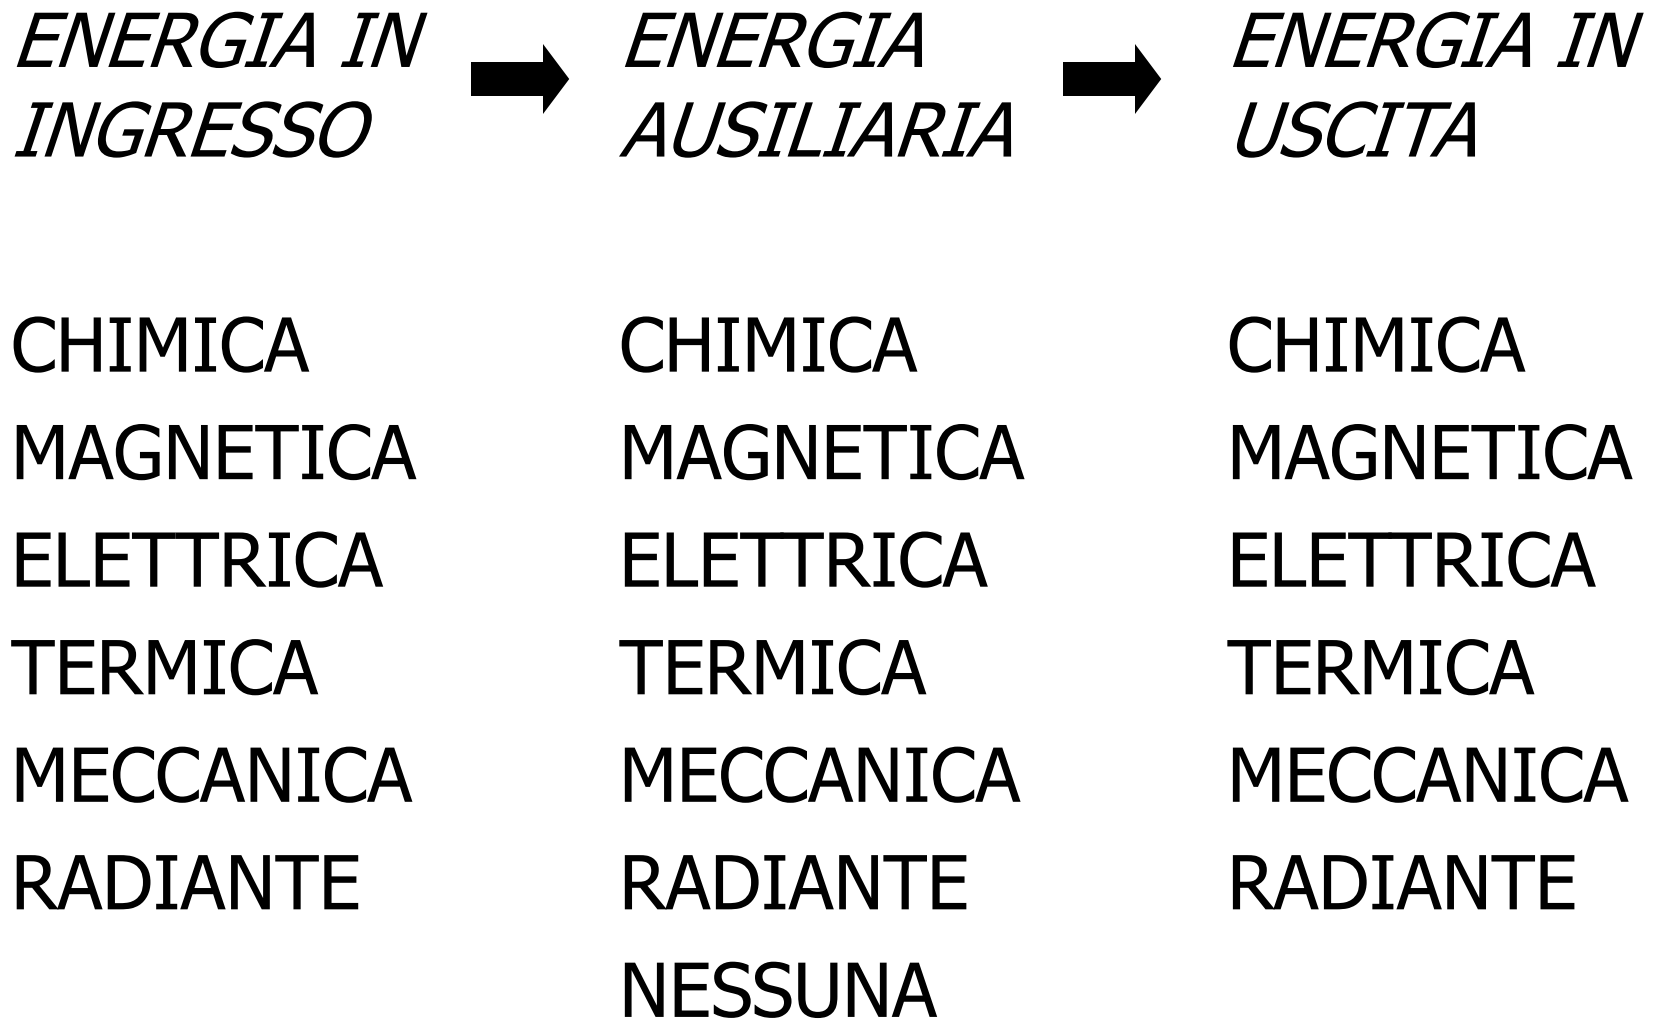 ENERGIA IN INGRESSO
ENERGIA AUSILIARIA
ENERGIA IN USCITA
CHIMICA CHIMICA CHIMICA
MAGNETICA MAGNETICA MAGNETICA
ELETTRICA ELETTRICA ELETTRICA
TERMICA TERMICA TERMICA
MECCANICA MECCANICA MECCANICA
RADIANTE RADIANTE RADIANTE
NESSUNA